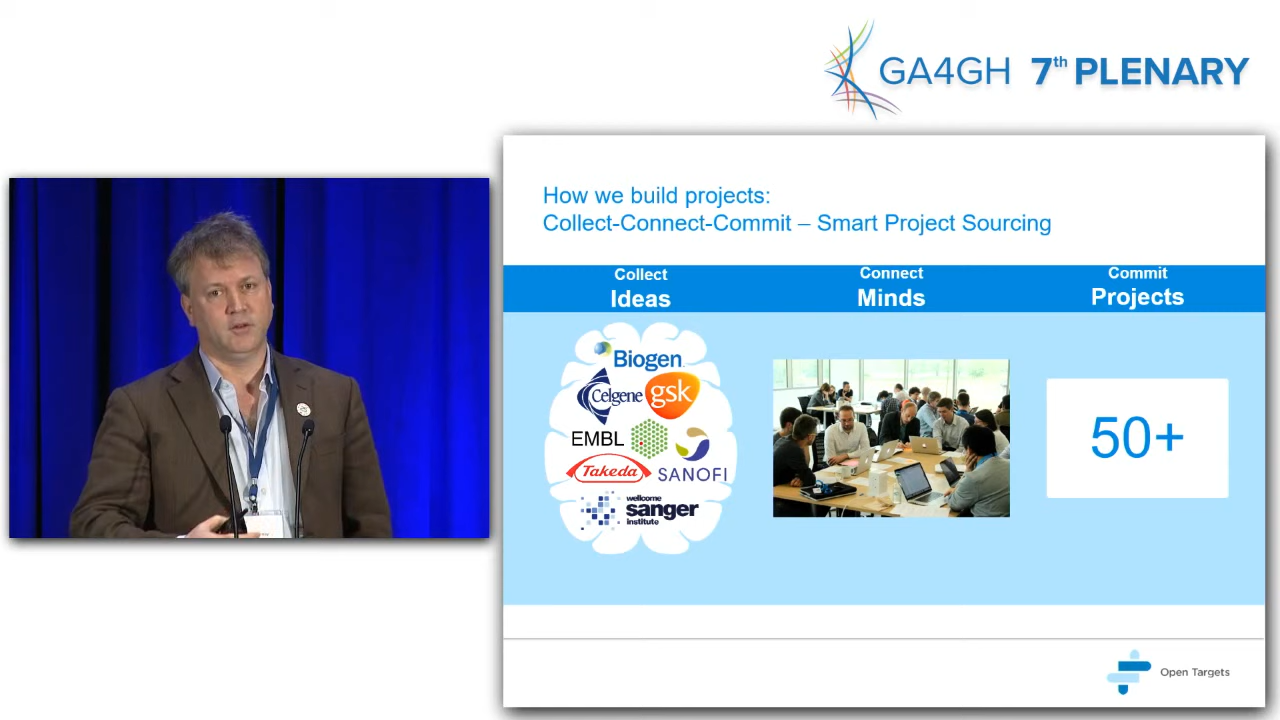 GA4GH 7th PLENARY
How we build projects:
Collect-Connect-Commit – Smart Project Sourcing
Collect
Ideas
Connect
Minds
Commit
Projects
Biogen
Celgene
gsk
EMBL
Takeda
SANOFI
wellcome
sanger
institute
50+
Open Targets